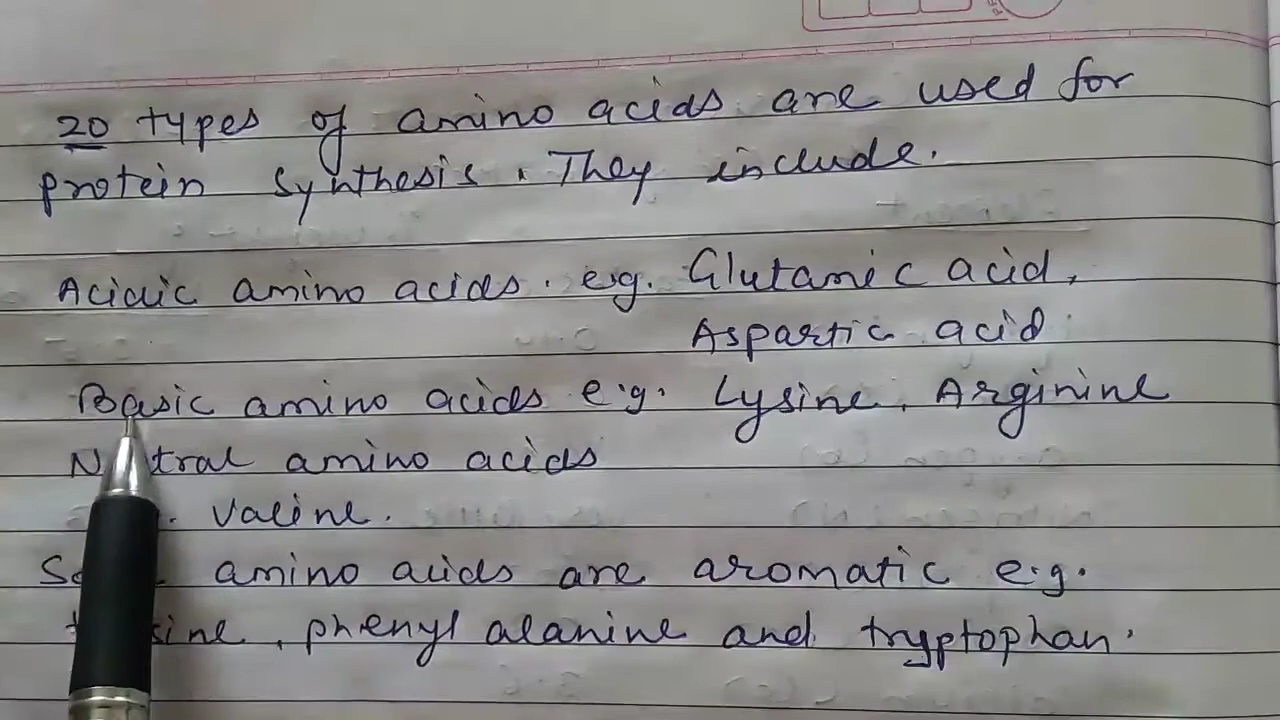 20 types of amino acids are used for
protein synthesis. They include.
Acidic amino acids. e.g. Glutamic acid,
Aspartic acid.
Basic amino acids e.g. Lysine, Arginine
amino acids
Valine.
amino acids are aromatic e.g.
, phenyl alanine and tryptophan.